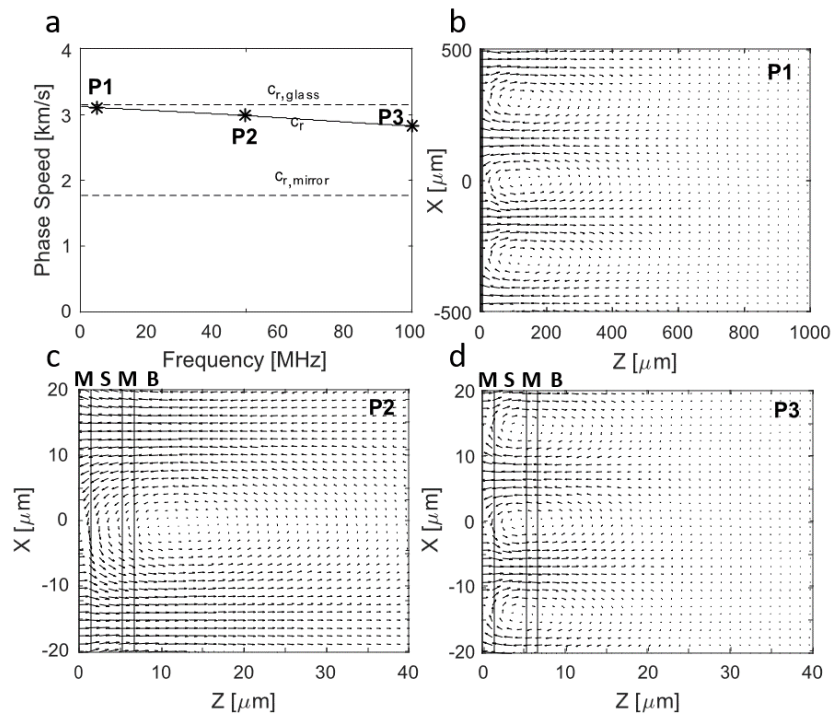 a
4
3
2
1
0
Phase Speed [km/s]
P1
P2
P3
c_r,glass
c_r
c_r,mirror
0 20 40 60 80 100
Frequency [MHz]
b
500
0
-500
X [μm]
P1
0 200 400 600 800 1000
Z [μm]
c
M S M B
P2
20
10
0
-10
-20
X [μm]
0 10 20 30 40
Z [μm]
d
M S M B
P3
20
10
0
-10
-20
X [μm]
0 10 20 30 40
Z [μm]